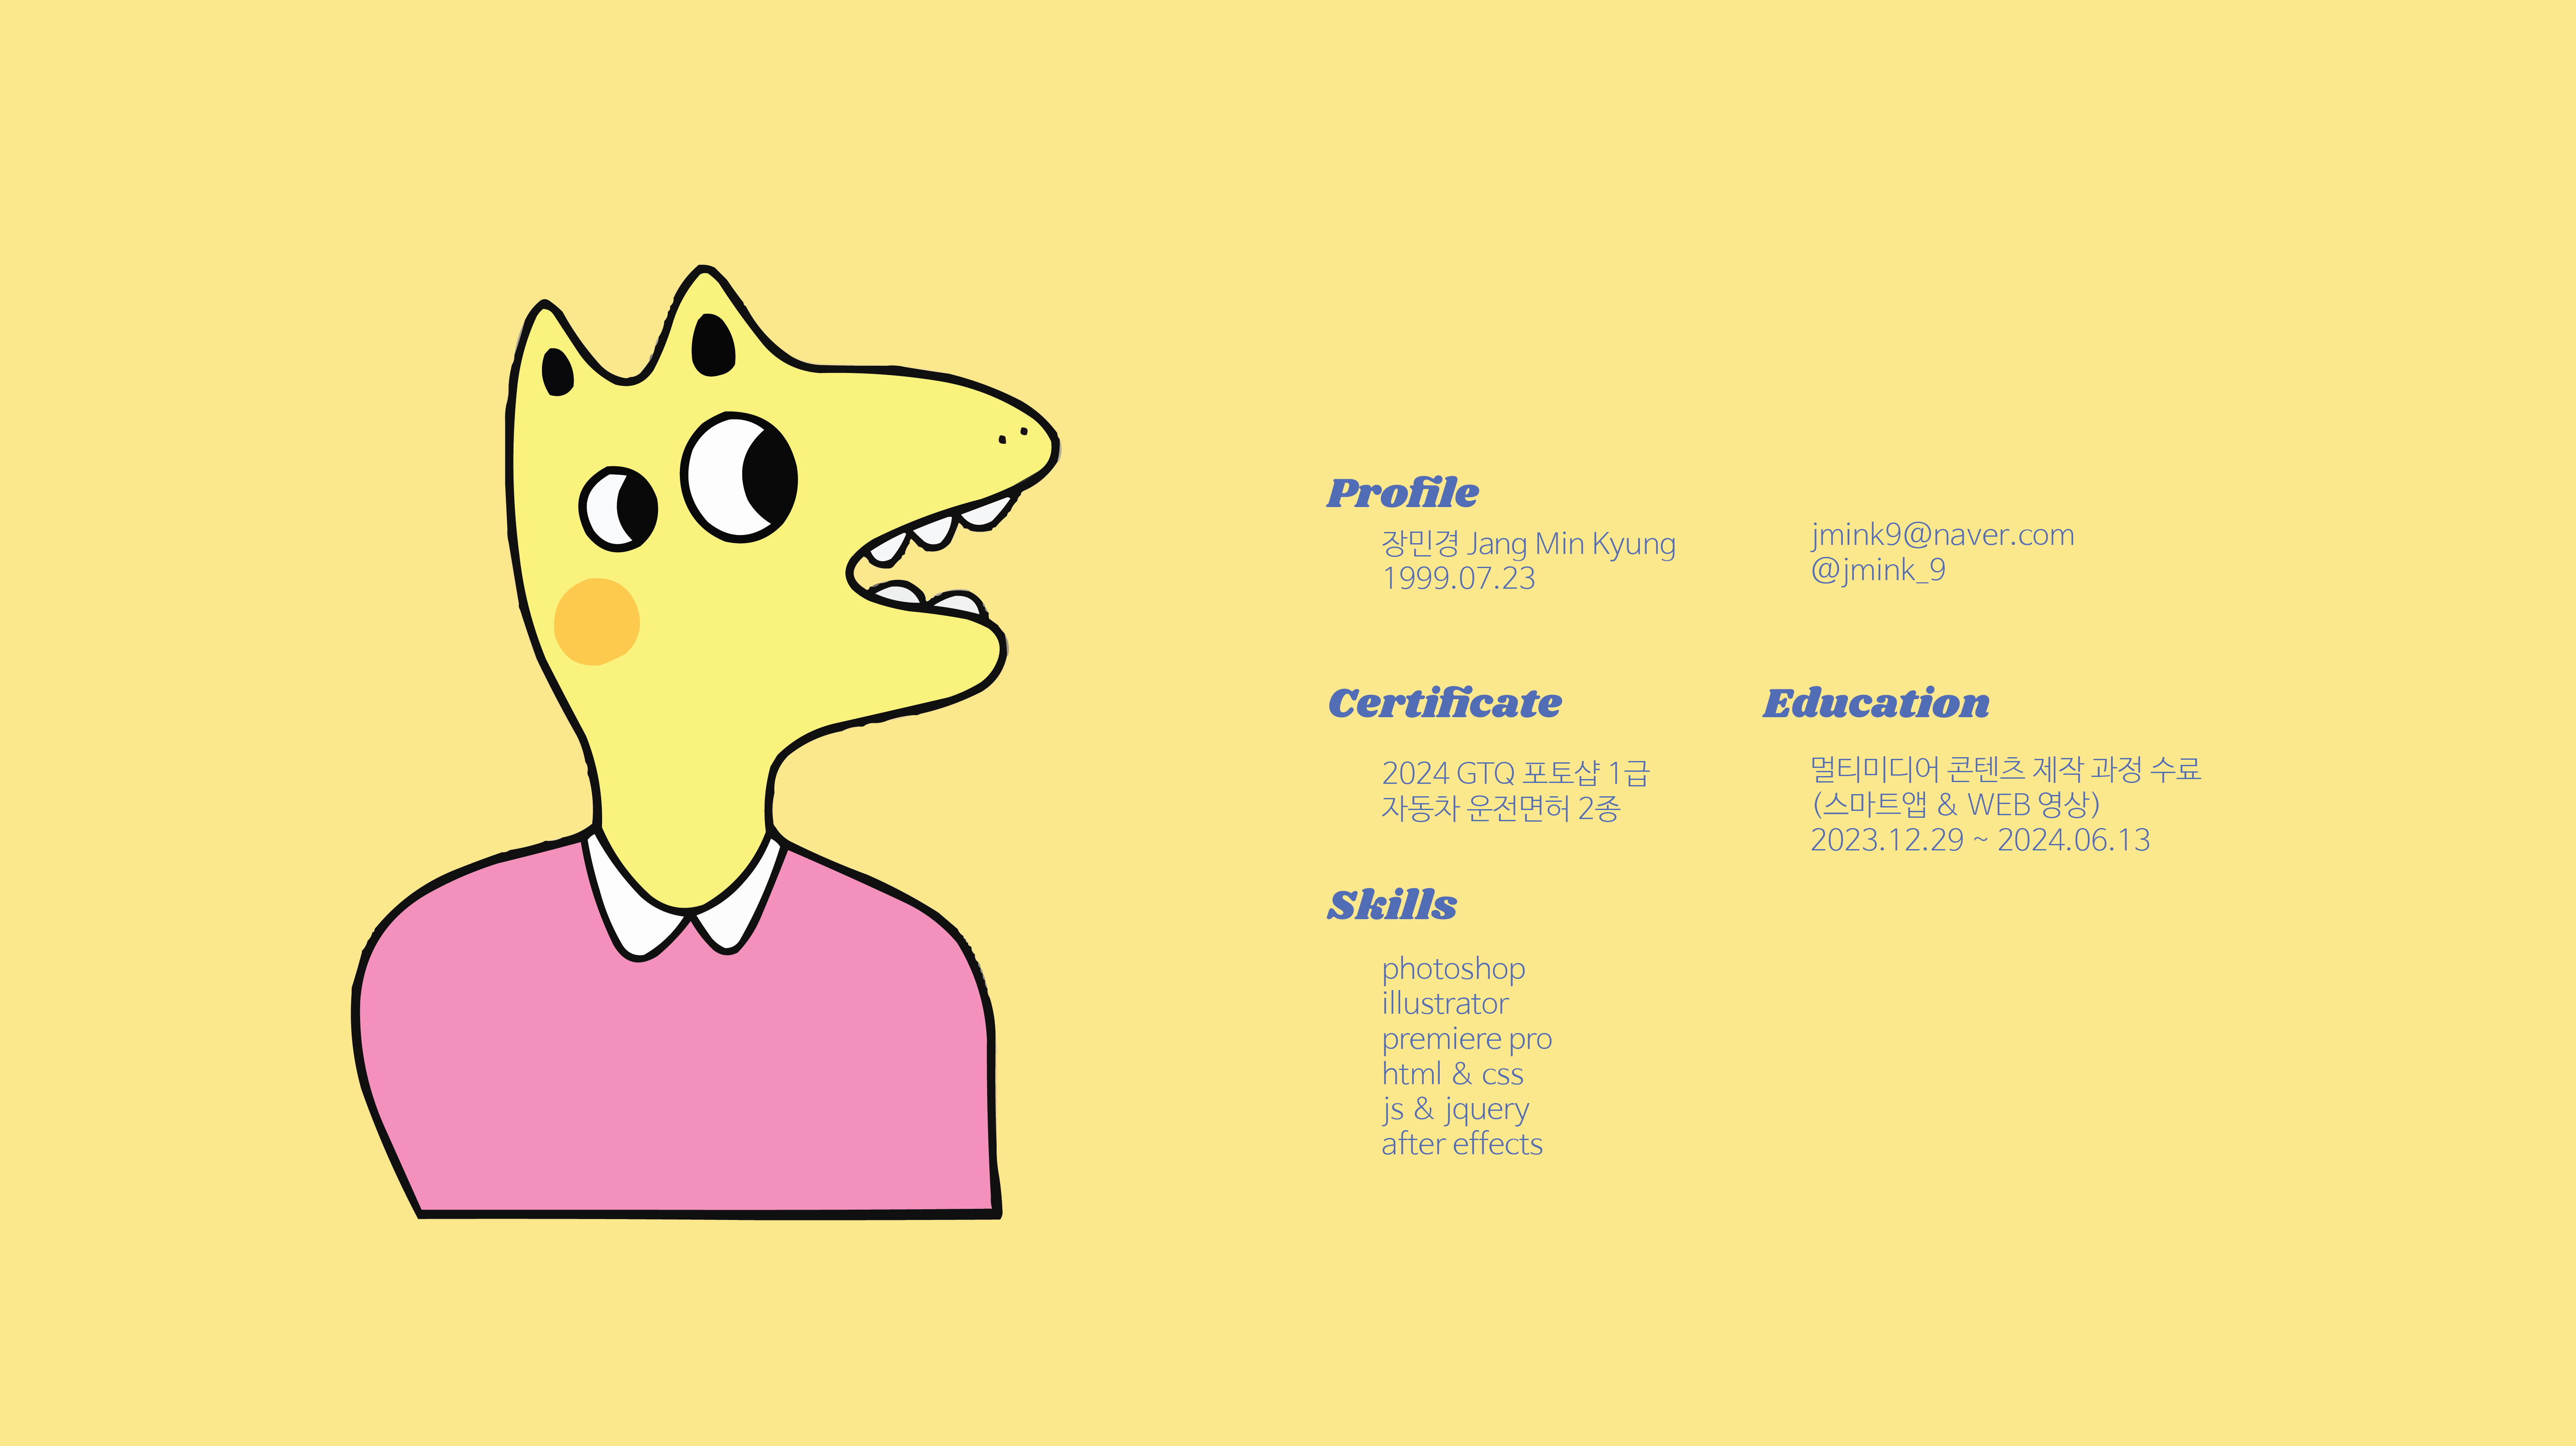 Profile
장민경 Jang Min Kyung
1999.07.23
jmink9@naver.com
@jmink_9
Certificate
2024 GTQ 포토샵 1급
자동차 운전면허 2종
Education
멀티미디어 콘텐츠 제작 과정 수료
(스마트앱 & WEB 영상)
2023.12.29 ~ 2024.06.13
Skills
photoshop
illustrator
premiere pro
html & css
js & jquery
after effects